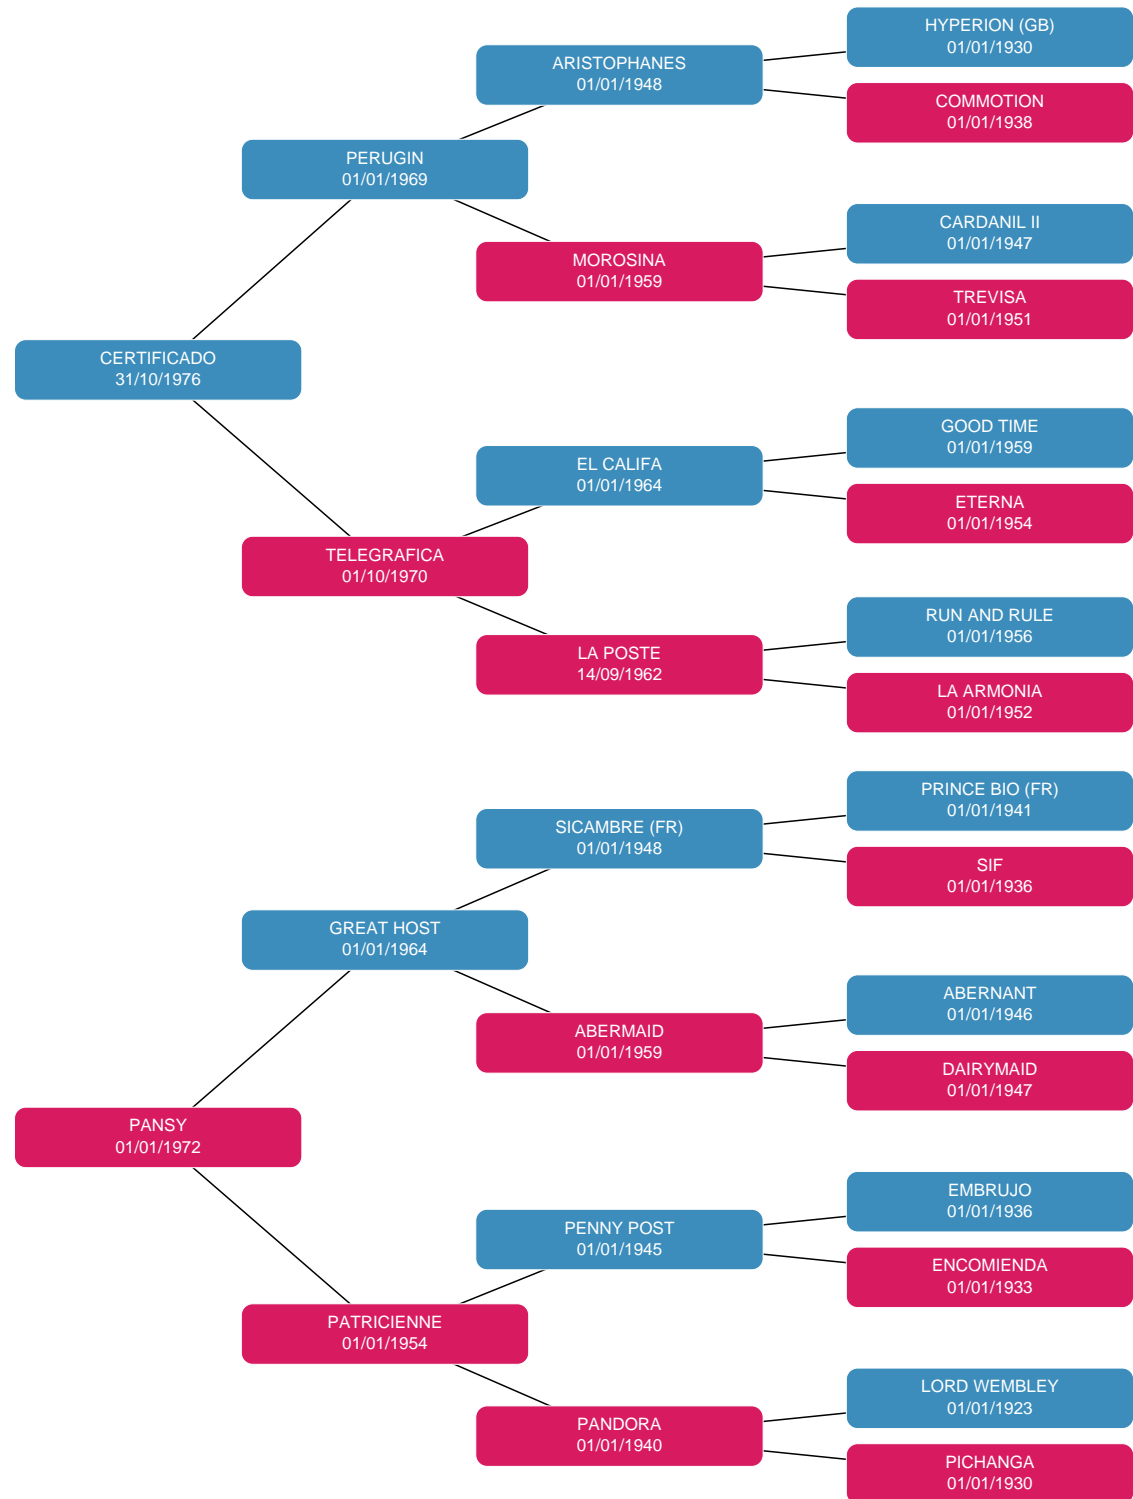 HYPERION (GB)
01/01/1930
ARISTOPHANES
01/01/1948
COMMOTION
01/01/1938
PERUGIN
01/01/1969
CARDANIL II
01/01/1947
MOROSINA
01/01/1959
TREVISA
01/01/1951
CERTIFICADO
31/10/1976
GOOD TIME
01/01/1959
EL CALIFA
01/01/1964
ETERNA
01/01/1954
TELEGRAFICA
01/10/1970
RUN AND RULE
01/01/1956
LA POSTE
14/09/1962
LA ARMONIA
01/01/1952
PRINCE BIO (FR)
01/01/1941
SICAMBRE (FR)
01/01/1948
SIF
01/01/1936
GREAT HOST
01/01/1964
ABERNANT
01/01/1946
ABERMAID
01/01/1959
DAIRYMAID
01/01/1947
PANSY
01/01/1972
EMBRUJO
01/01/1936
PENNY POST
01/01/1945
ENCOMIENDA
01/01/1933
PATRICIENNE
01/01/1954
LORD WEMBLEY
01/01/1923
PANDORA
01/01/1940
PICHANGA
01/01/1930